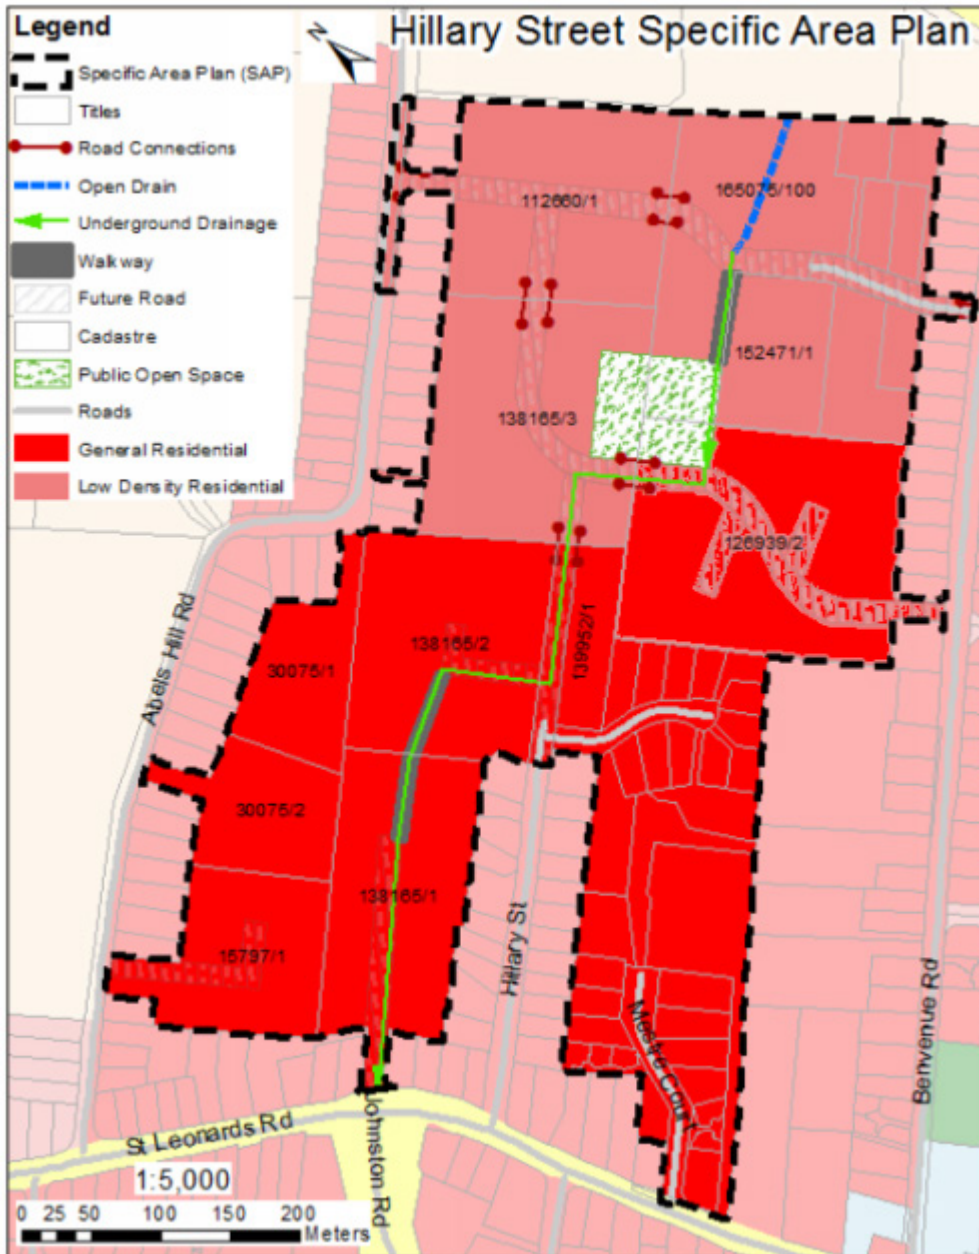 Legend
Hillary Street Specific Area Plan
N
Specific Area Plan (SAP)
Titles
Road Connections
Open Drain
Underground Drainage
Walkway
Future Road
Cadastre
Public Open Space
Roads
General Residential
Low Density Residential
165075/100
112660/1
152471/1
138165/3
126939/2
139952/1
138165/2
30075/1
Abels Hill Rd
30075/2
138165/1
15797/1
Hillary St
Mestre Court
Benvenue Rd
St Leonards Rd
Johnston Rd
1:5,000
0 25 50 100 150 200
Meters